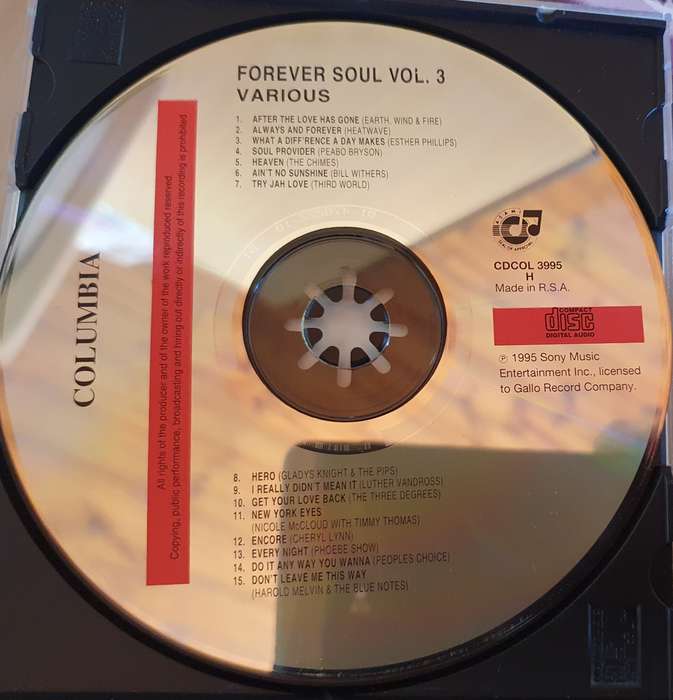 FOREVER SOUL VOL. 3
VARIOUS
1. AFTER THE LOVE HAS GONE (EARTH, WIND & FIRE)
2. ALWAYS AND FOREVER (HEATWAVE)
3. WHAT A DIFF'RENCE A DAY MAKES (ESTHER PHILLIPS)
4. SOUL PROVIDER (PEABO BRYSON)
5. HEAVEN (THE CHIMES)
6. AIN'T NO SUNSHINE (BILL WITHERS)
7. TRY JAH LOVE (THIRD WORLD)
COLUMBIA
All rights of the producer and of the owner of the work reproduced reserved.
Copying, public performance, broadcasting and hiring out directly or indirectly of this recording is prohibited
SEAL OF APPROVAL
CDCOL 3995
H
Made in R.S.A.
COMPACT
disc
DIGITAL AUDIO
℗ 1995 Sony Music
Entertainment Inc., licensed
to Gallo Record Company.
8. HERO (GLADYS KNIGHT & THE PIPS)
9. I REALLY DIDN'T MEAN IT (LUTHER VANDROSS)
10. GET YOUR LOVE BACK (THE THREE DEGREES)
11. NEW YORK EYES
(NICOLE McCLOUD WITH TIMMY THOMAS)
12. ENCORE (CHERYL LYNN)
13. EVERY NIGHT (PHOEBE SHOW)
14. DO IT ANY WAY YOU WANNA (PEOPLES CHOICE)
15. DON'T LEAVE ME THIS WAY
(HAROLD MELVIN & THE BLUE NOTES)